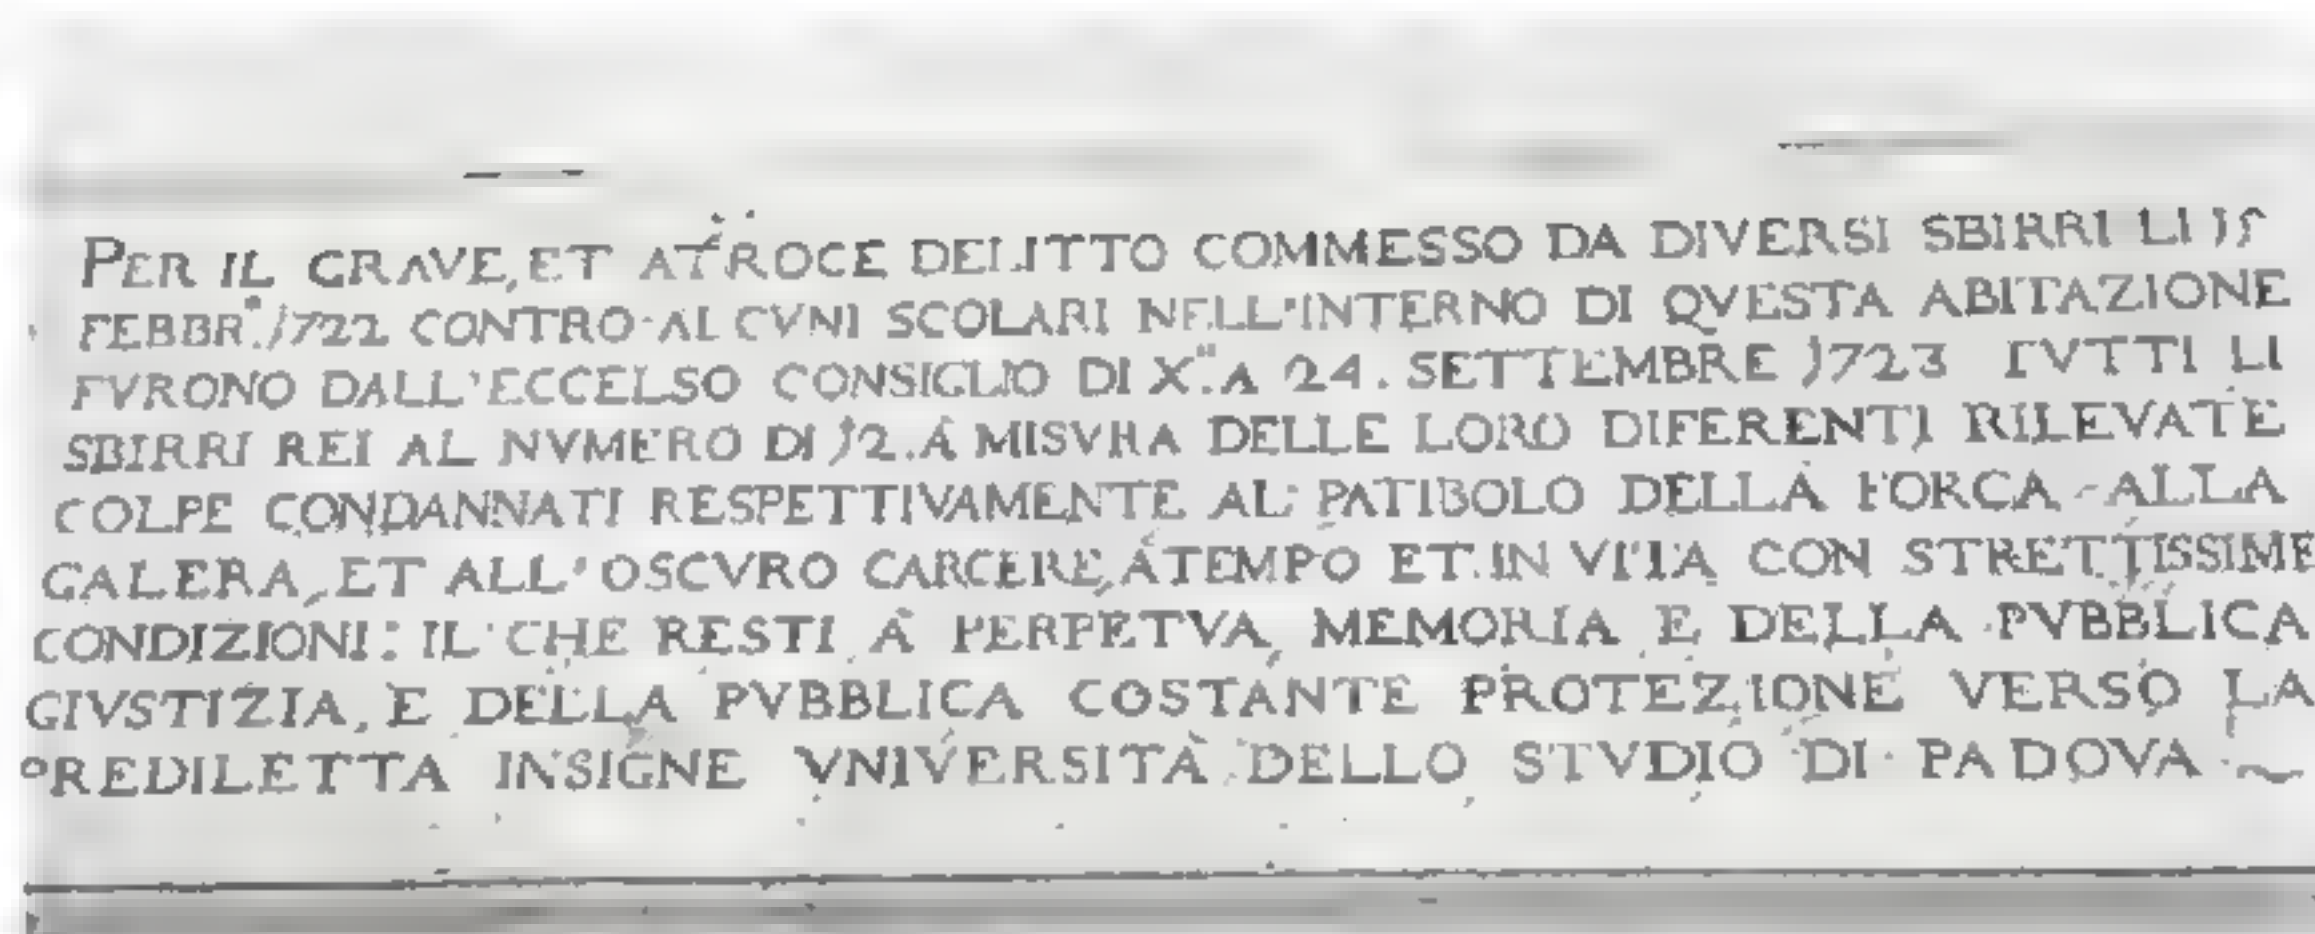 PER IL GRAVE, ET ATROCE DELITTO COMMESSO DA DIVERSI SBIRRI LI 15
FEBBR.º 1722 CONTRO ALCVNI SCOLARI NELL'INTERNO DI QVESTA ABITAZIONE
FVRONO DALL'ECCELSO CONSIGLIO DI X. A 24. SETTEMBRE 1723 TVTTI LI
SBIRRI REI AL NVMERO DI 12. A MISVRA DELLE LORO DIFERENTI RILEVATE
COLPE CONDANNATI RESPETTIVAMENTE AL PATIBOLO DELLA FORCA ALLA
GALERA, ET ALL'OSCVRO CARCERE, A TEMPO ET IN VITA CON STRETTISSIME
CONDIZIONI: IL CHE RESTI A PERPETVA MEMORIA E DELLA PVBBLICA
GIVSTIZIA, E DELLA PVBBLICA COSTANTE PROTEZIONE VERSO LA
PREDILETTA INSIGNE VNIVERSITÀ DELLO STVDIO DI PADOVA